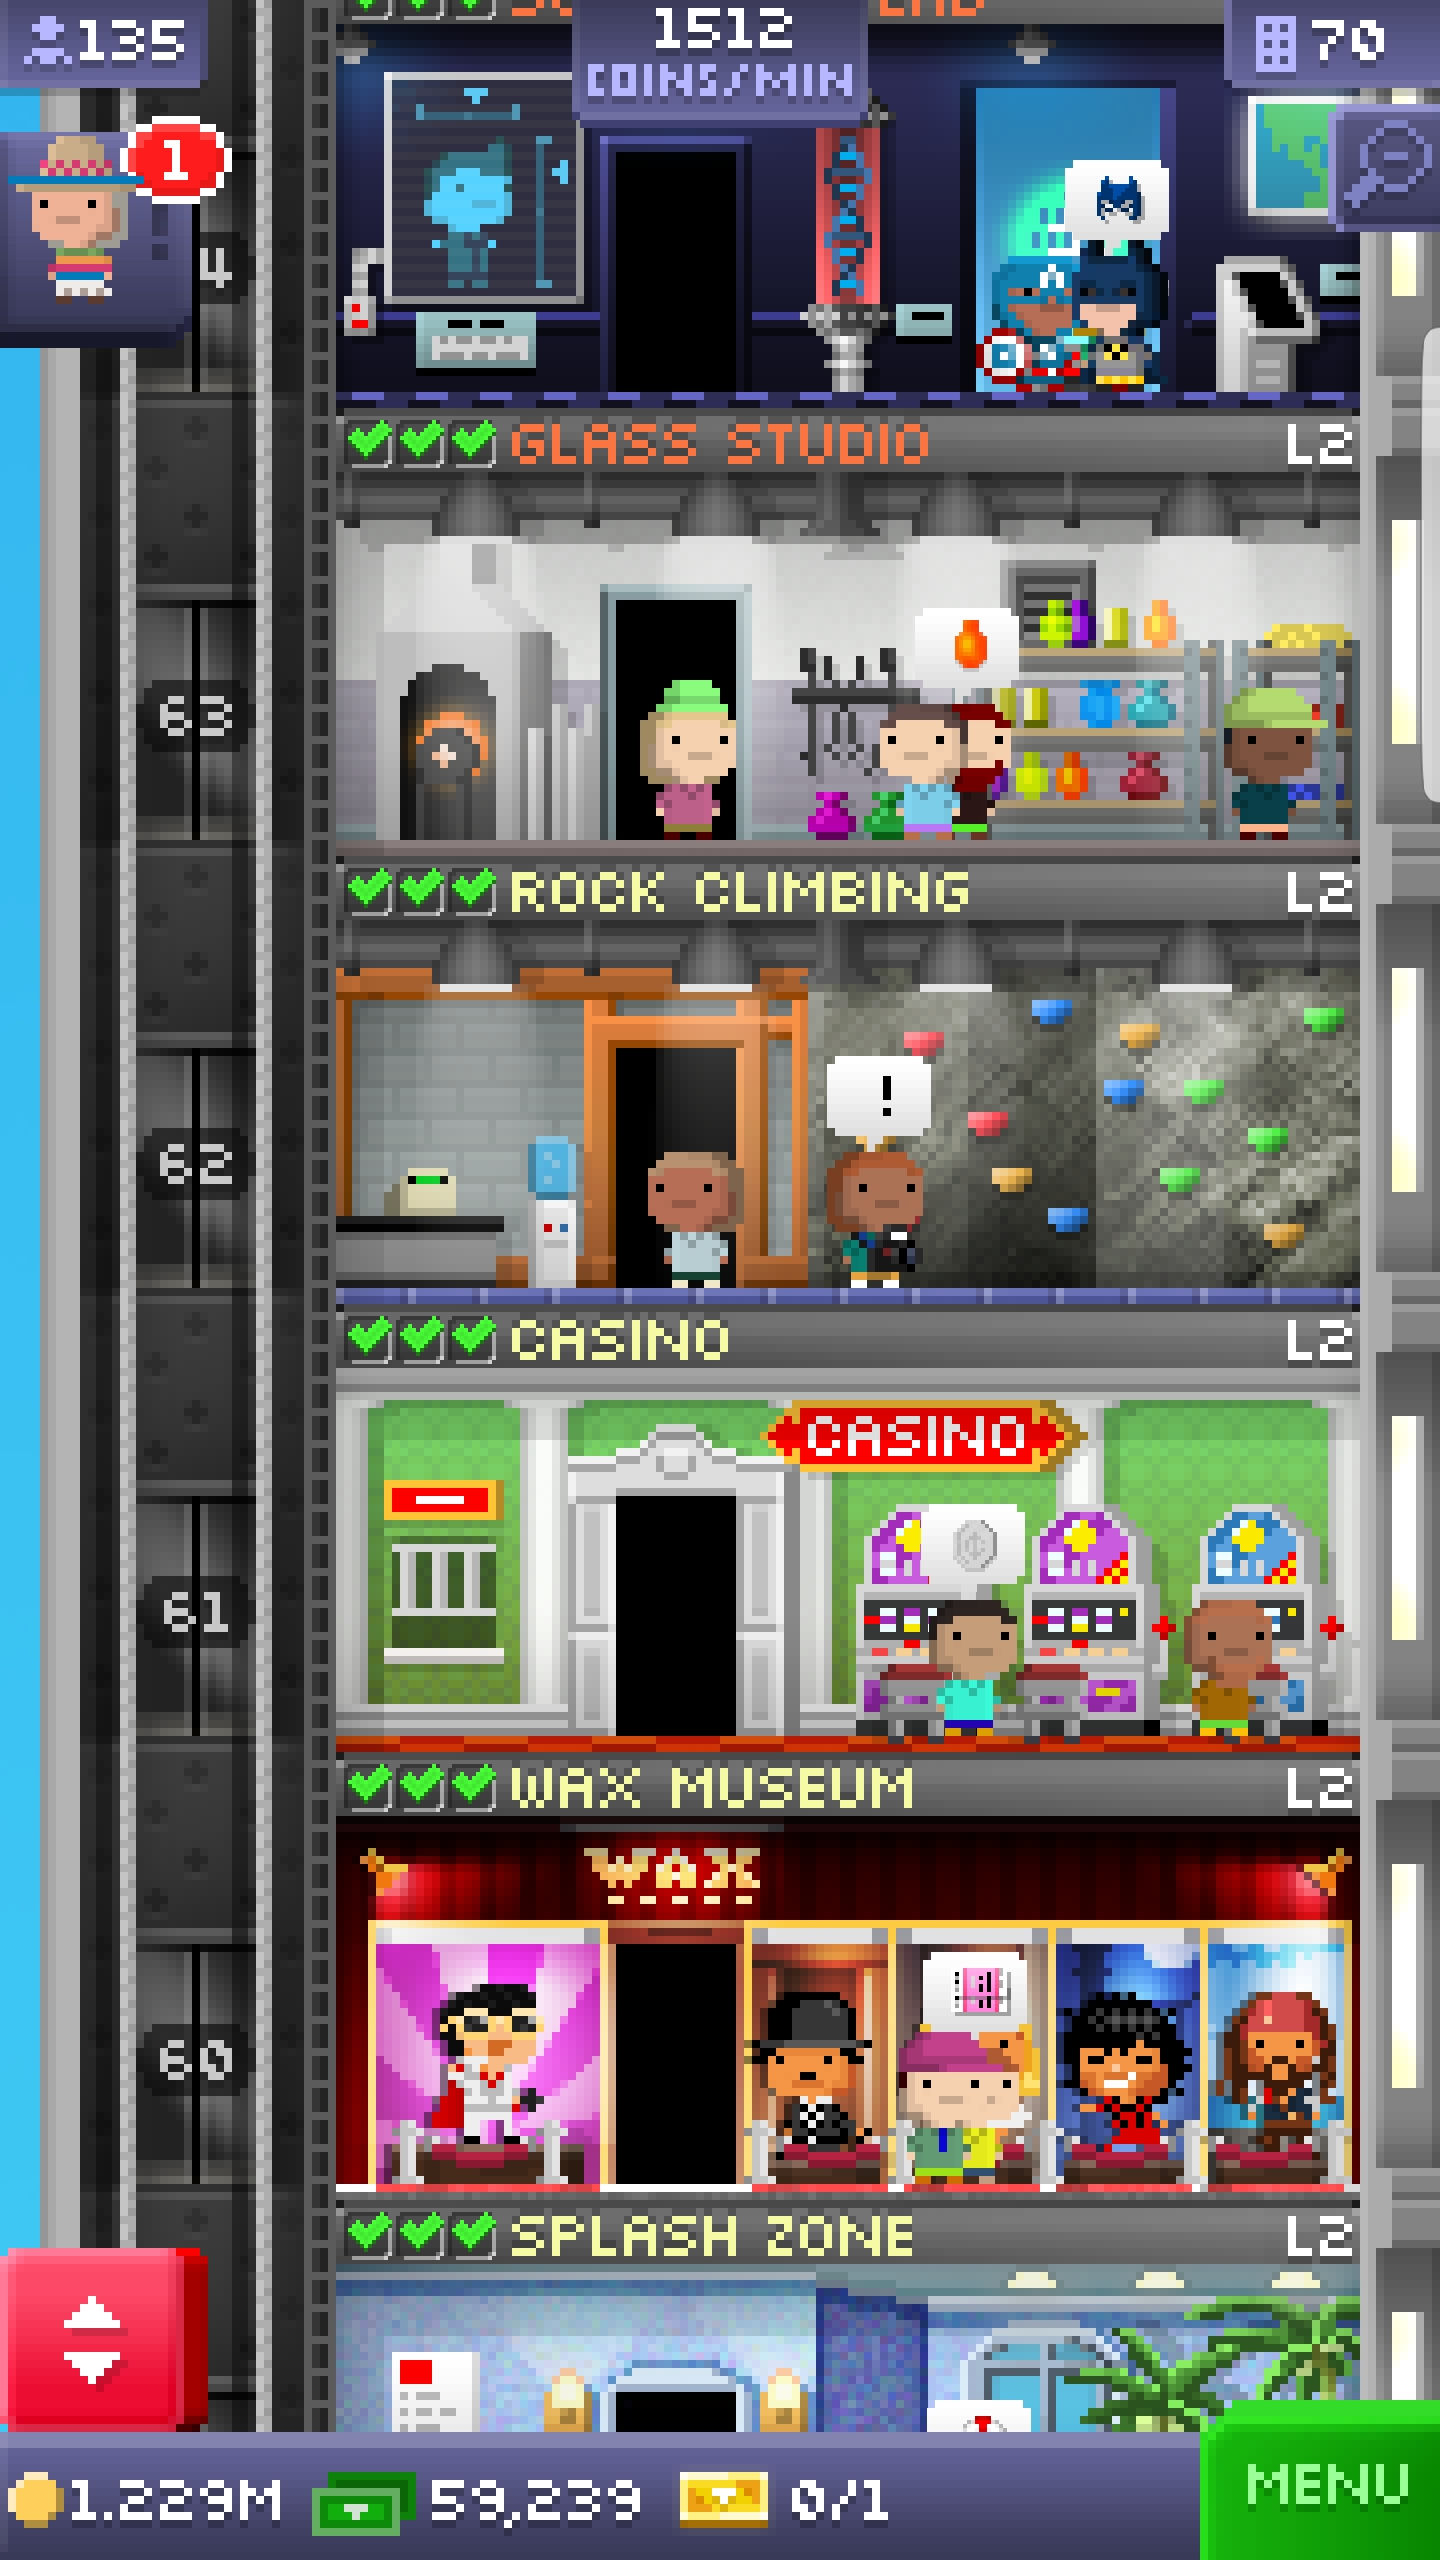 135
1512
COINS/MIN
70
1
4
GLASS STUDIO L2
63
ROCK CLIMBING L2
!
62
CASINO L2
CASINO
61
WAX MUSEUM L2
WAX
60
SPLASH ZONE L2
1.229M 59,239 0/1
MENU